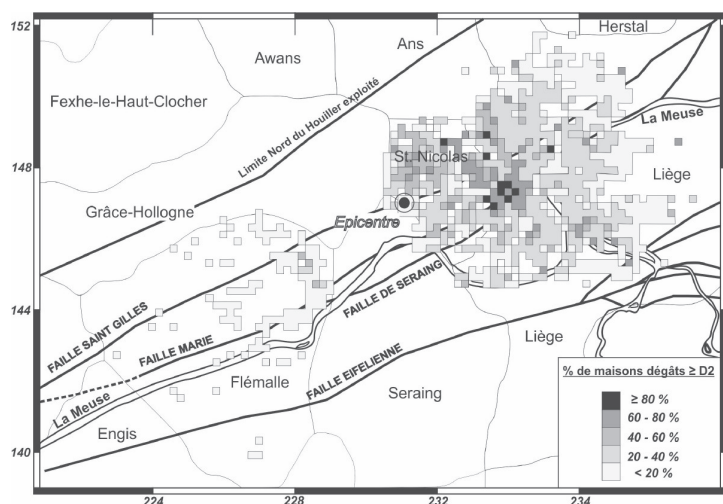 152
148
144
140
224
228
232
236
Herstal
Ans
Awans
Fexhe-le-Haut-Clocher
Limite Nord du Houiller exploité
La Meuse
St. Nicolas
Liège
Grâce-Hollogne
Epicentre
FAILLE SAINT GILLES
FAILLE MARIE
FAILLE DE SERAING
FAILLE EIFELIENNE
Liège
Flémalle
Seraing
La Meuse
Engis
% de maisons dégâts ≥ D2
≥ 80 %
60 - 80 %
40 - 60 %
20 - 40 %
< 20 %